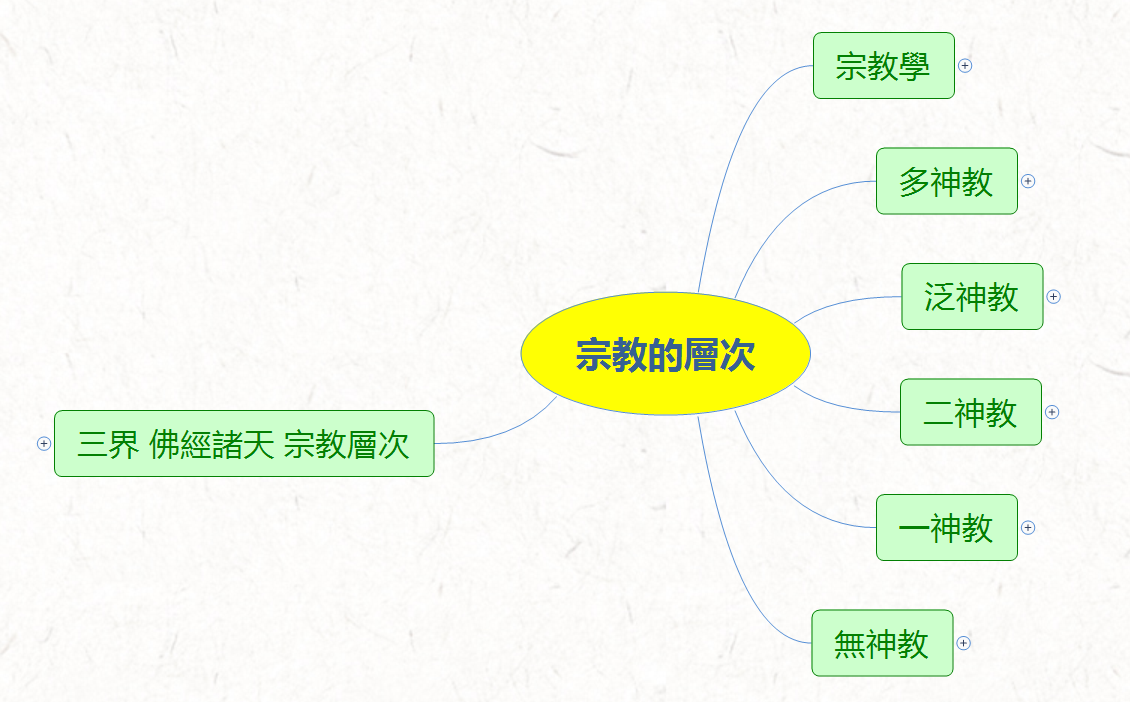 宗教學
多神教
泛神教
二神教
一神教
無神教
宗教的層次
三界 佛經諸天 宗教層次